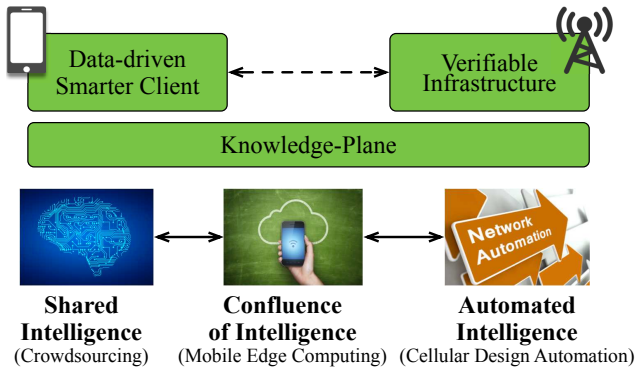 Data-driven
Smarter Client
Verifiable
Infrastructure
Knowledge-Plane
Network
Automation
Shared
Intelligence
(Crowdsourcing)
Confluence
of Intelligence
(Mobile Edge Computing)
Automated
Intelligence
(Cellular Design Automation)